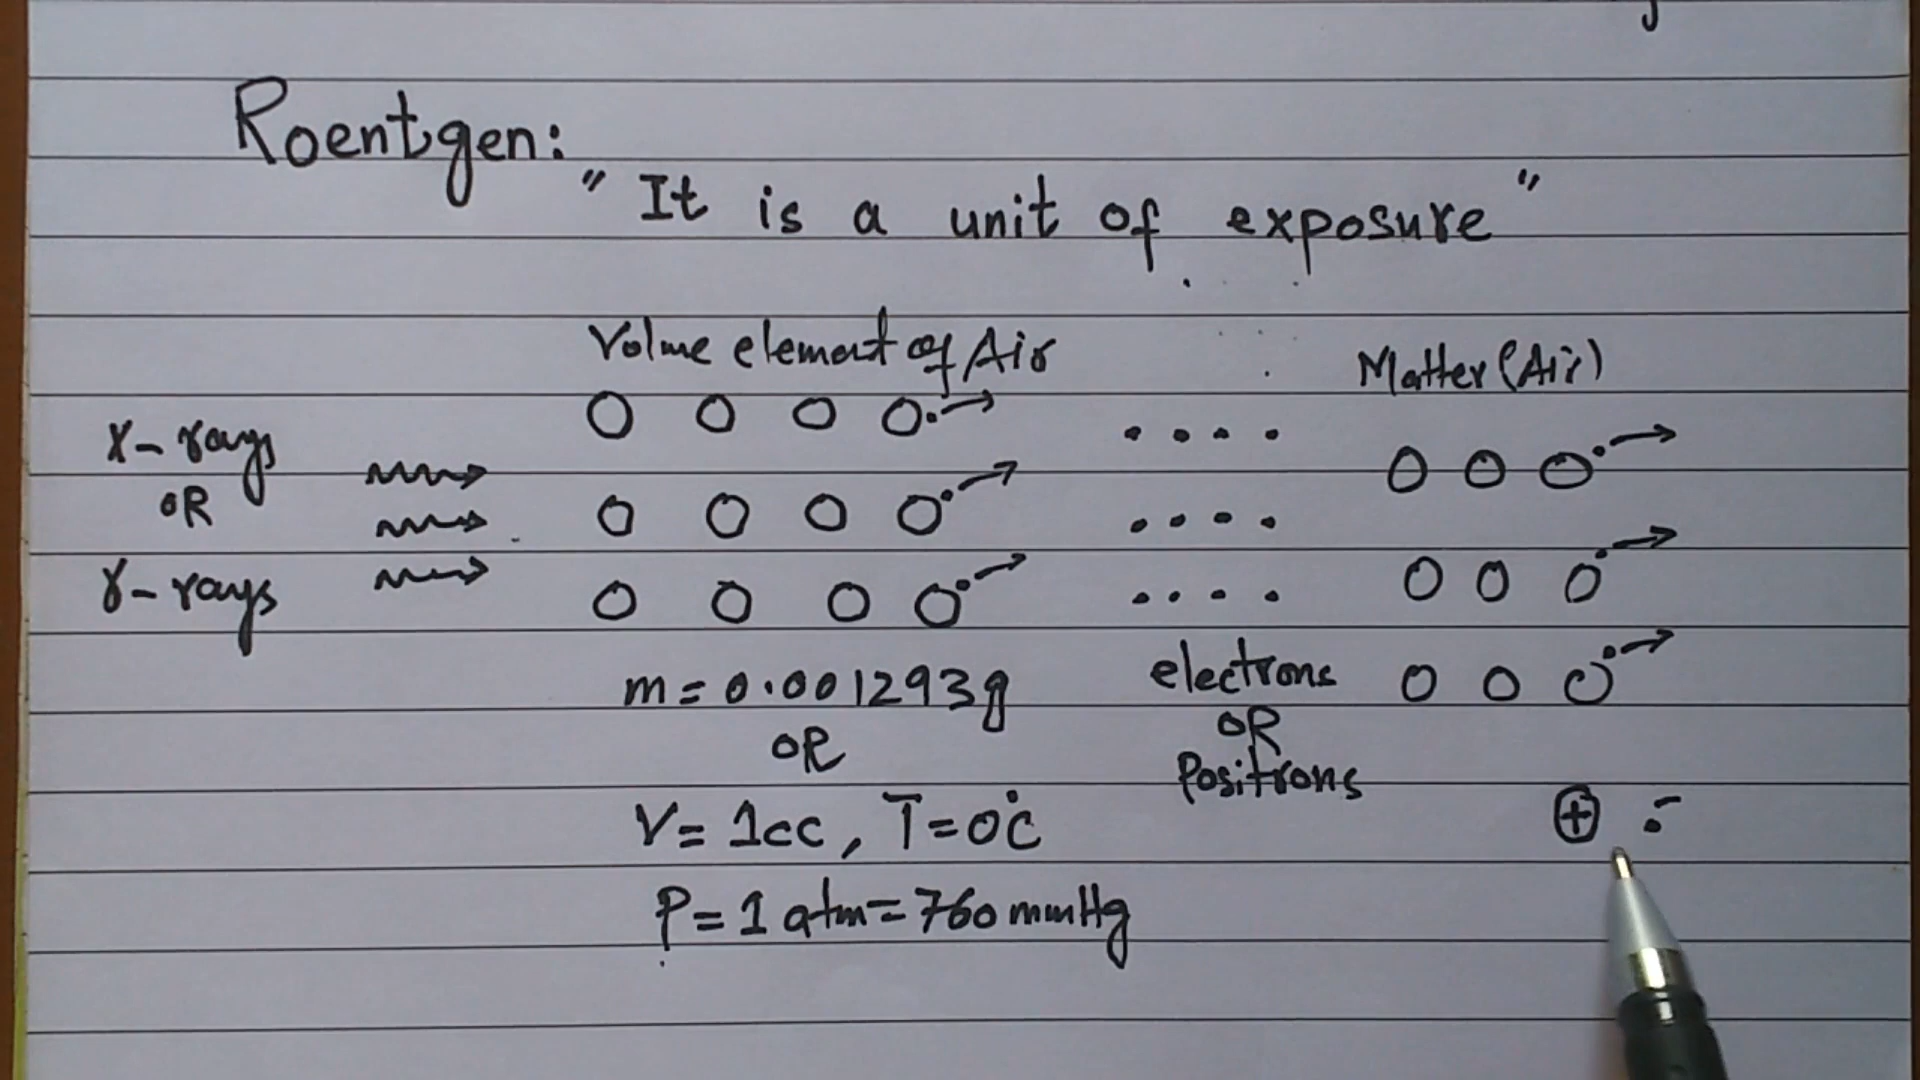 Roentgen:
"It is a unit of exposure"
Volme element of Air
Matter (Air)
X-rays
OR
γ-rays
m = 0.001293g
OR
V = 1cc, T = 0°C
P = 1 atm = 760 mmHg
electrons
OR
Positrons
+ -